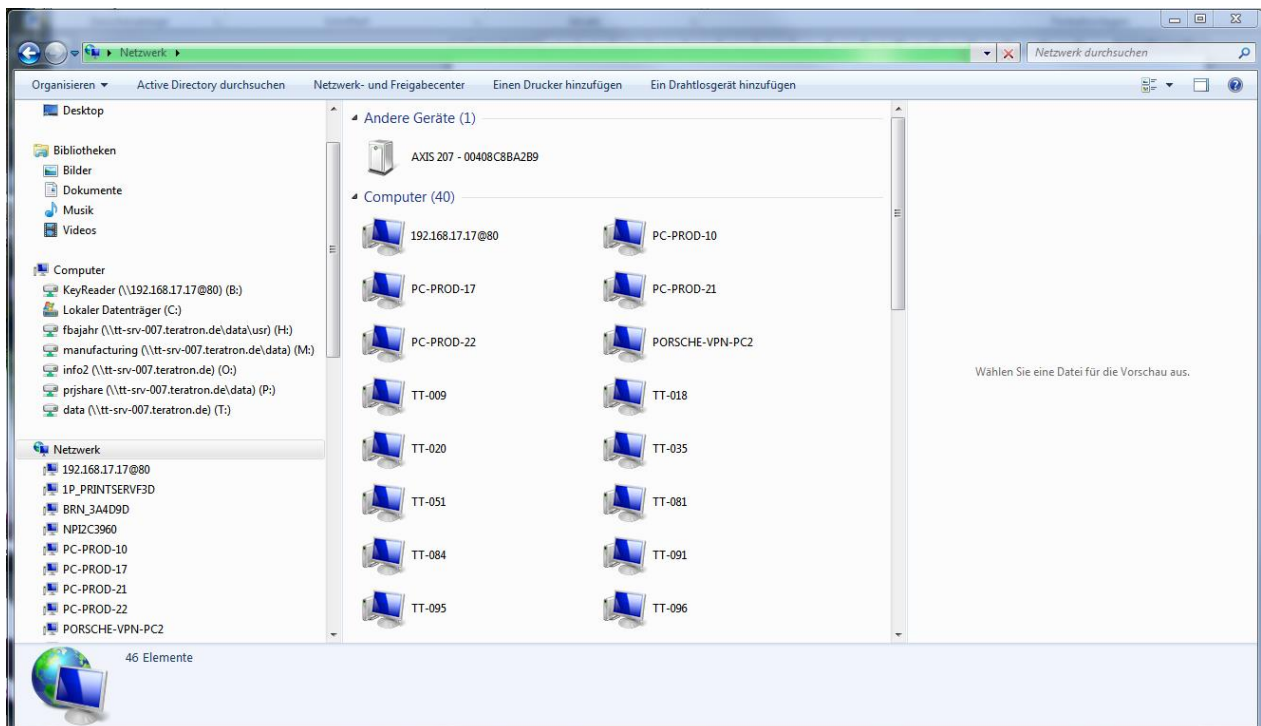 Netzwerk
Netzwerk durchsuchen
Organisieren
Active Directory durchsuchen
Netzwerk- und Freigabecenter
Einen Drucker hinzufügen
Ein Drahtlosgerät hinzufügen
Desktop
Bibliotheken
Bilder
Dokumente
Musik
Videos
Computer
KeyReader (\\192.168.17.17@80) (B:)
Lokaler Datenträger (C:)
fbajahr (\\tt-srv-007.teratron.de\data\usr) (H:)
manufacturing (\\tt-srv-007.teratron.de\data) (M:)
info2 (\\tt-srv-007.teratron.de) (O:)
prjshare (\\tt-srv-007.teratron.de\data) (P:)
data (\\tt-srv-007.teratron.de) (T:)
Netzwerk
192.168.17.17@80
1P_PRINTSERVF3D
BRN_3A4D9D
NPI2C3960
PC-PROD-10
PC-PROD-17
PC-PROD-21
PC-PROD-22
PORSCHE-VPN-PC2
Andere Geräte (1)
AXIS 207 - 00408C8BA2B9
Computer (40)
192.168.17.17@80
PC-PROD-10
PC-PROD-17
PC-PROD-21
PC-PROD-22
PORSCHE-VPN-PC2
TT-009
TT-018
TT-020
TT-035
TT-051
TT-081
TT-084
TT-091
TT-095
TT-096
Wählen Sie eine Datei für die Vorschau aus.
46 Elemente